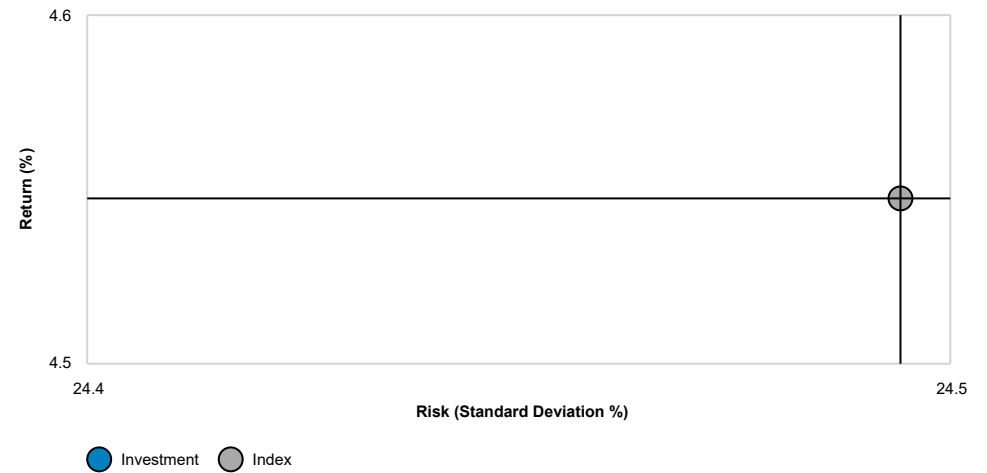 4.6
Return (%)
4.5
24.4
24.5
Risk (Standard Deviation %)
Investment Index